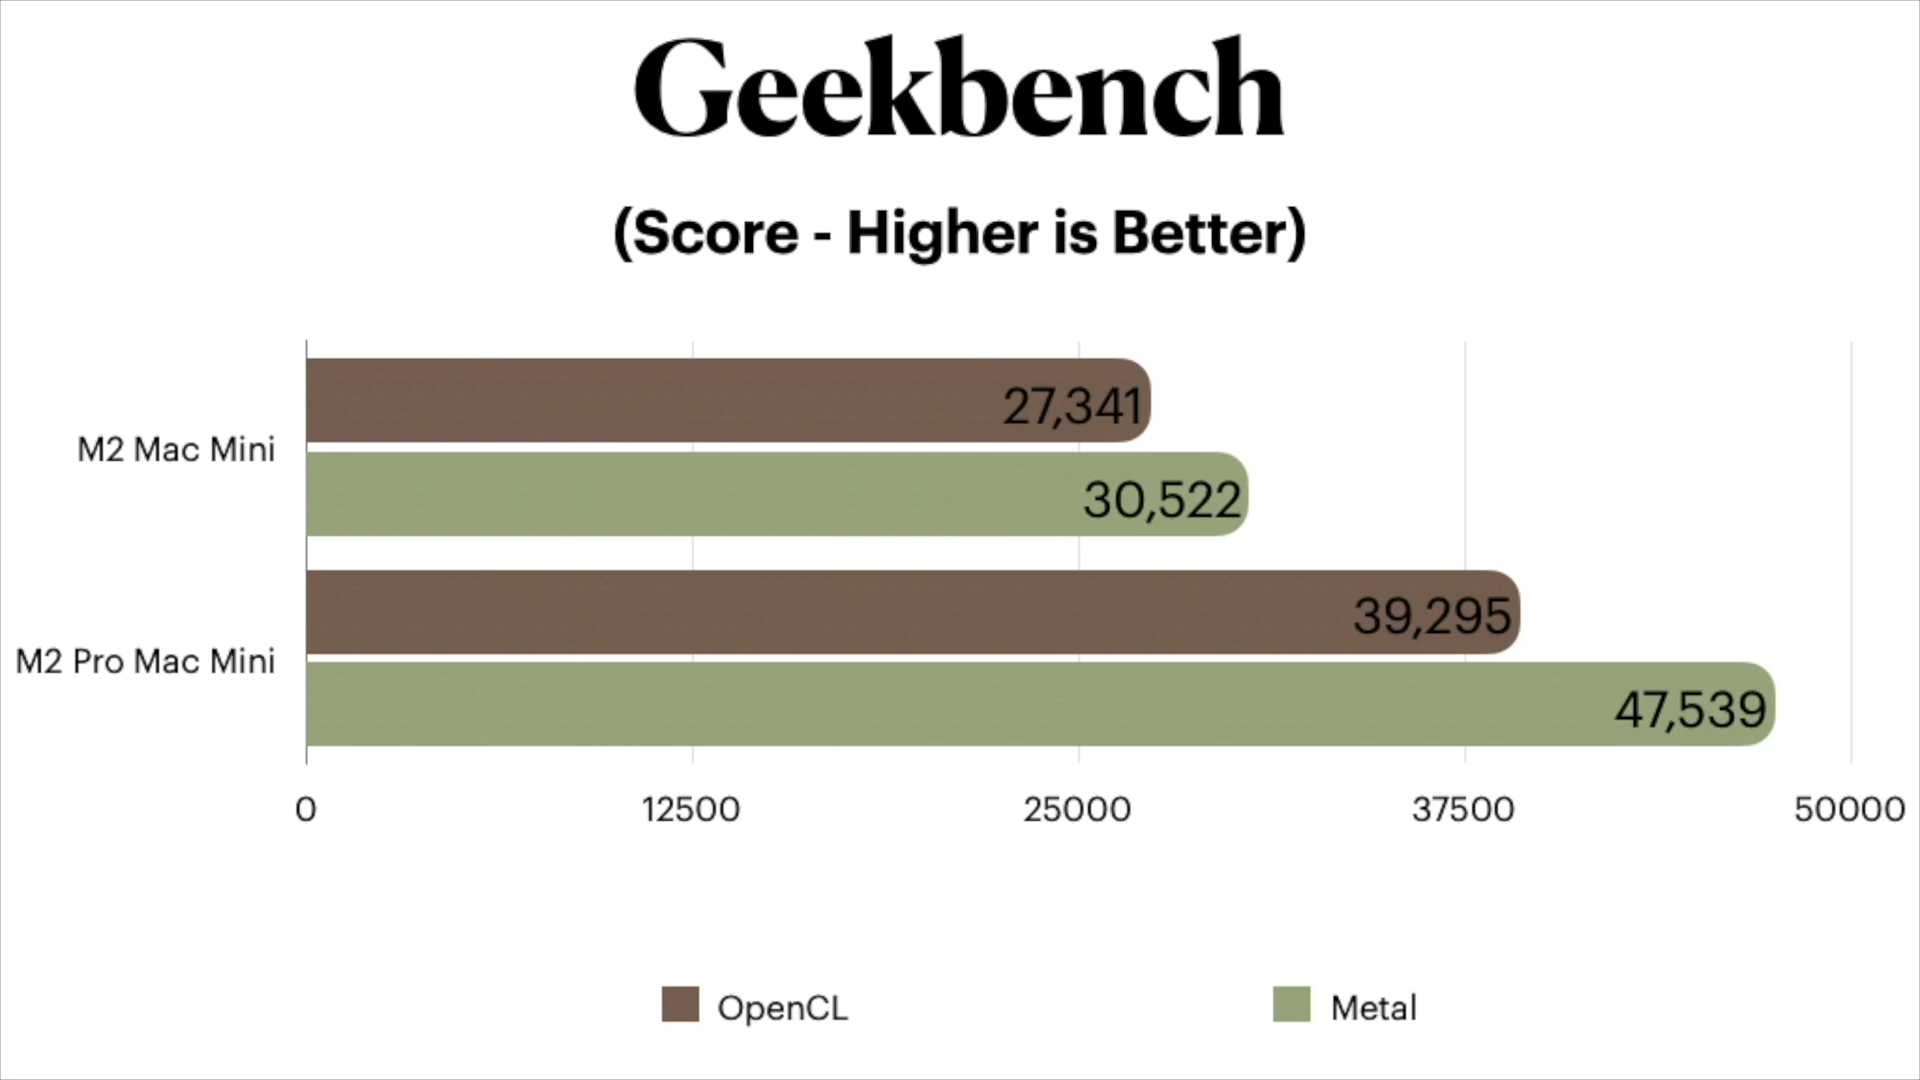 Geekbench
(Score - Higher is Better)
27,341
M2 Mac Mini
30,522
39,295
M2 Pro Mac Mini
47,539
0 12500 25000 37500 50000
OpenCL Metal